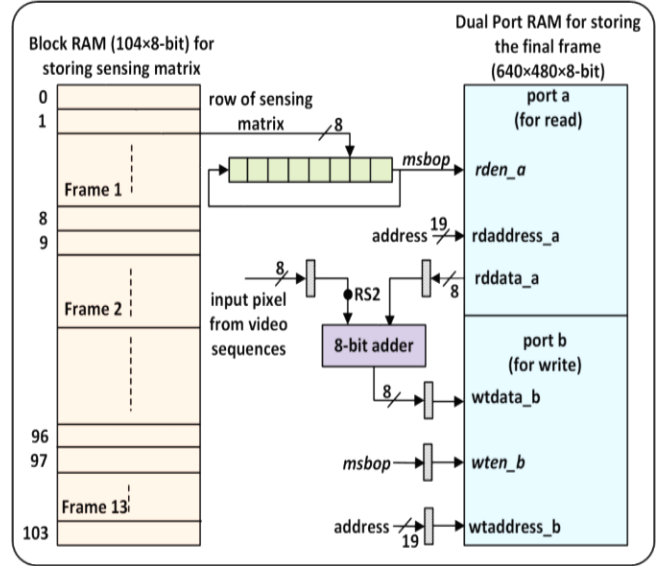 Block RAM (104×8-bit) for
storing sensing matrix
0
1
Frame 1
8
9
Frame 2
96
97
Frame 13
103
row of sensing
matrix
8
msbop
address
19
8
input pixel
from video
sequences
RS2
8
8-bit adder
8
msbop
address
19
Dual Port RAM for storing
the final frame
(640×480×8-bit)
port a
(for read)
rden_a
rdaddress_a
rddata_a
port b
(for write)
wtdata_b
wten_b
wtaddress_b